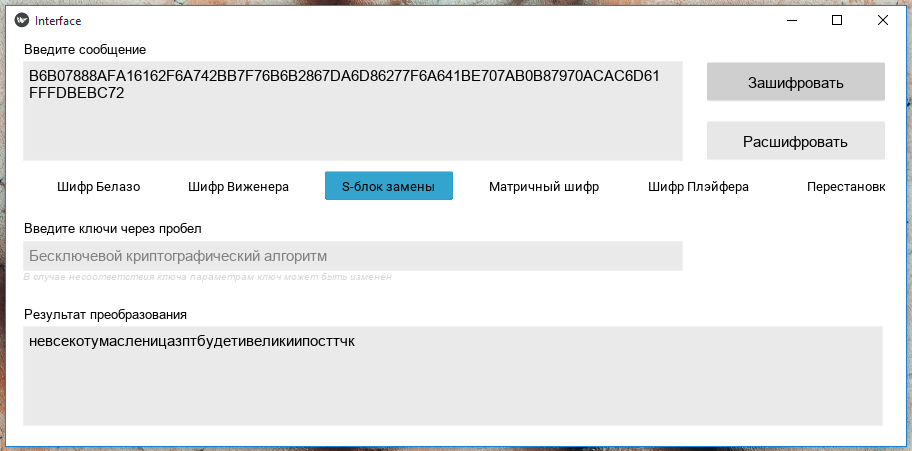 Interface
Введите сообщение
B6B07888AFA16162F6A742BB7F76B6B2867DA6D86277F6A641BE707AB0B87970ACAC6D61
FFFDBEBC72
Зашифровать
Расшифровать
Шифр Белазо Шифр Виженера S-блок замены Матричный шифр Шифр Плэйфера Перестановк
Введите ключи через пробел
Бесключевой криптографический алгоритм
В случае несоответствия ключа параметрам ключ может быть изменён
Результат преобразования
невсекотумасленицазптбудетивеликиипосттчк